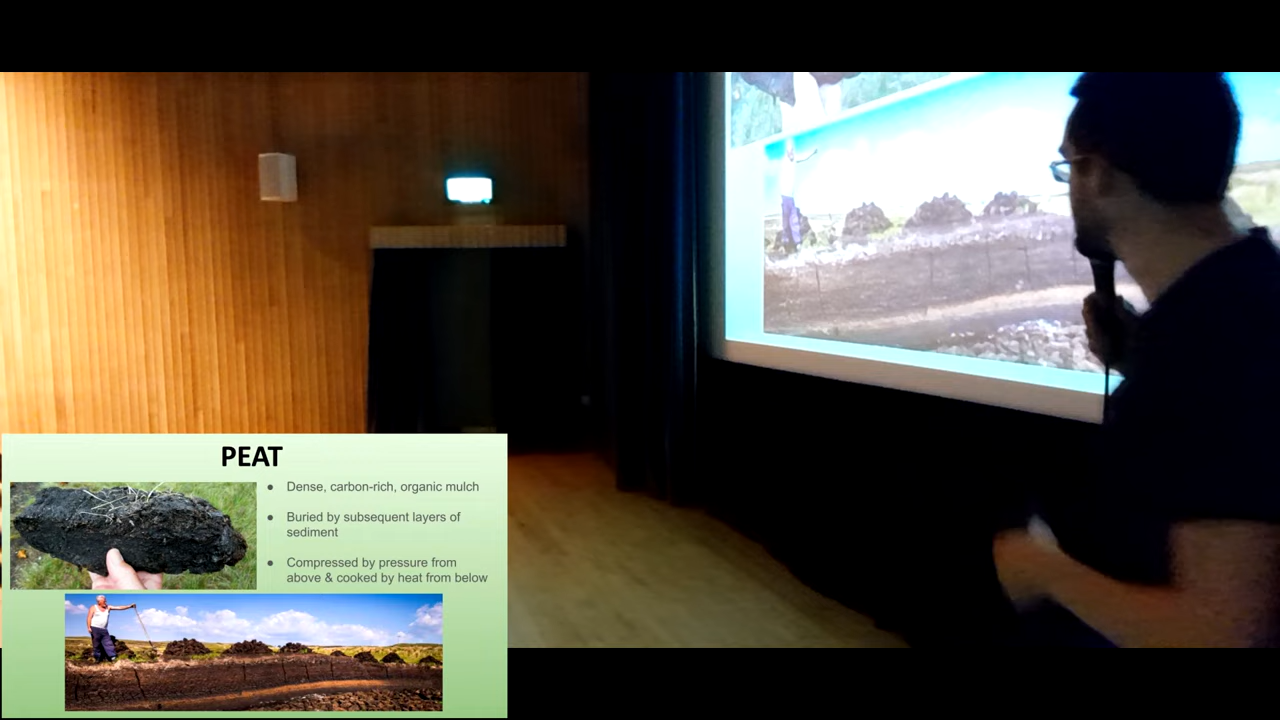 PEAT
● Dense, carbon-rich, organic mulch
● Buried by subsequent layers of
sediment
● Compressed by pressure from
above & cooked by heat from below